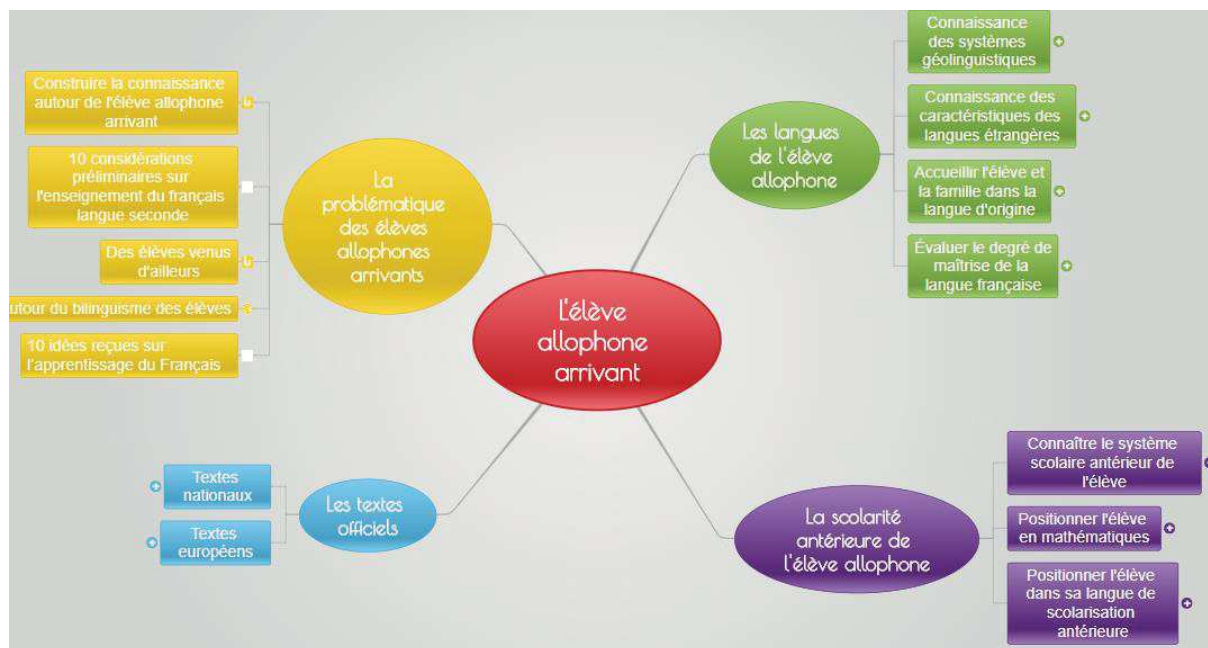 L'élève
allophone
arrivant
La
problématique
des élèves
allophones
arrivants
Construire la connaissance
autour de l'élève allophone
arrivant
10 considérations
préliminaires sur
l'enseignement du français
langue seconde
Des élèves venus
d'ailleurs
utour du bilinguisme des élèves
10 idées reçues sur
l'apprentissage du Français
Les langues
de l'élève
allophone
Connaissance
des systèmes
géolinguistiques
Connaissance des
caractéristiques des
langues étrangères
Accueillir l'élève et
la famille dans la
langue d'origine
Évaluer le degré de
maîtrise de la
langue française
Les textes
officiels
Textes
nationaux
Textes
européens
La scolarité
antérieure de
l'élève allophone
Connaître le système
scolaire antérieur de
l'élève
Positionner l'élève
en mathématiques
Positionner l'élève
dans sa langue de
scolarisation
antérieure